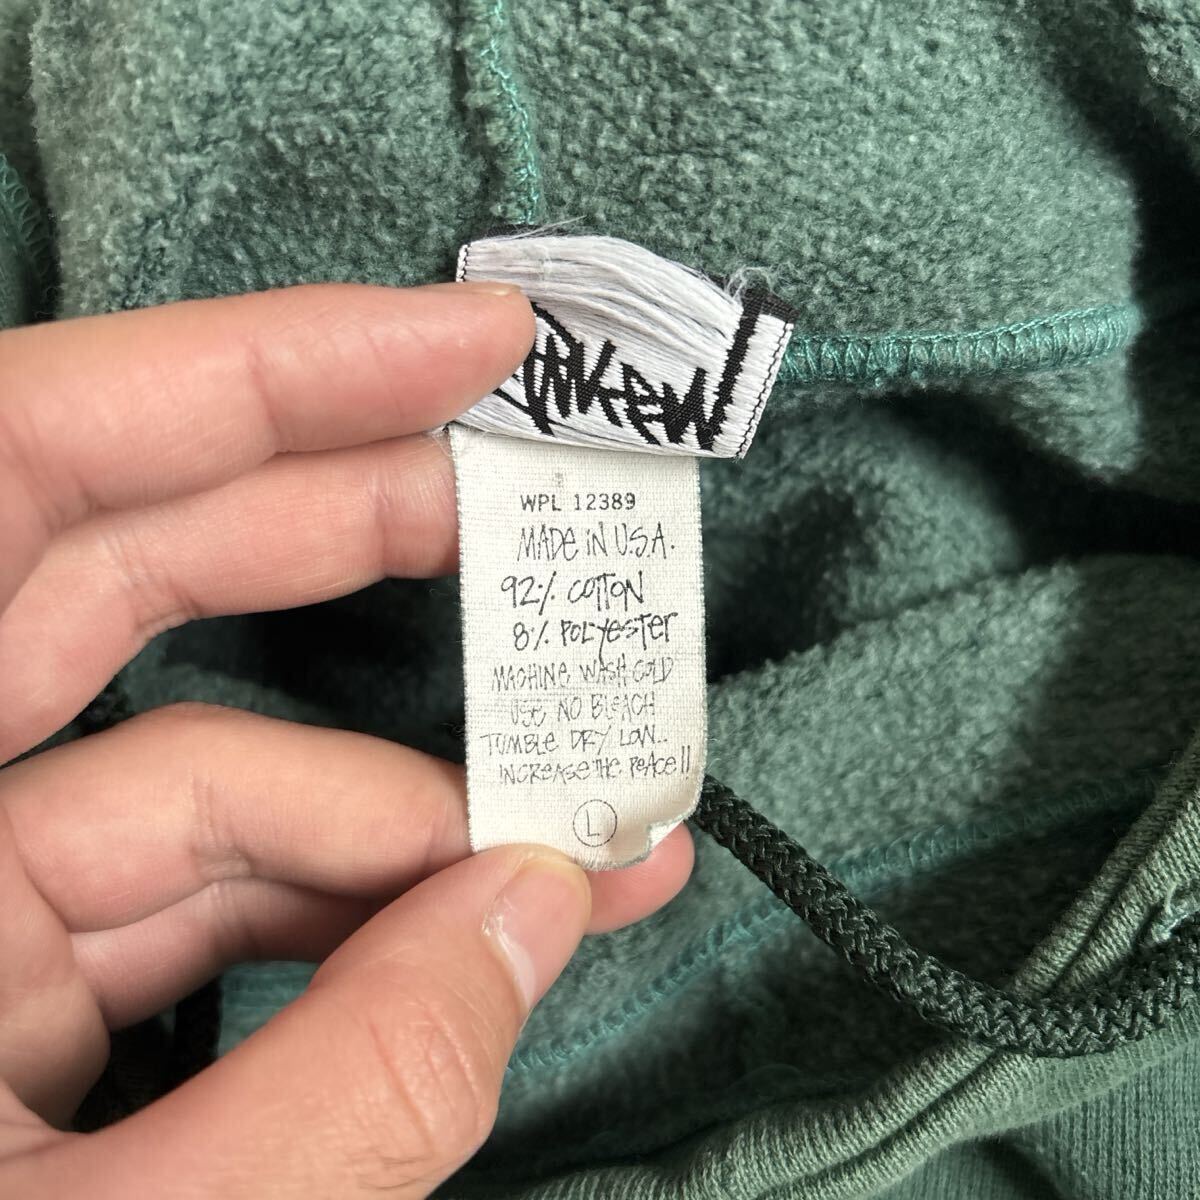 WPL 12389
MADE IN U.S.A.
92% COTTON
8% POLYESTER
MACHINE WASH COLD
USE NO BLEACH
TUMBLE DRY LOW..
INCREASE THE PEACE!!
L